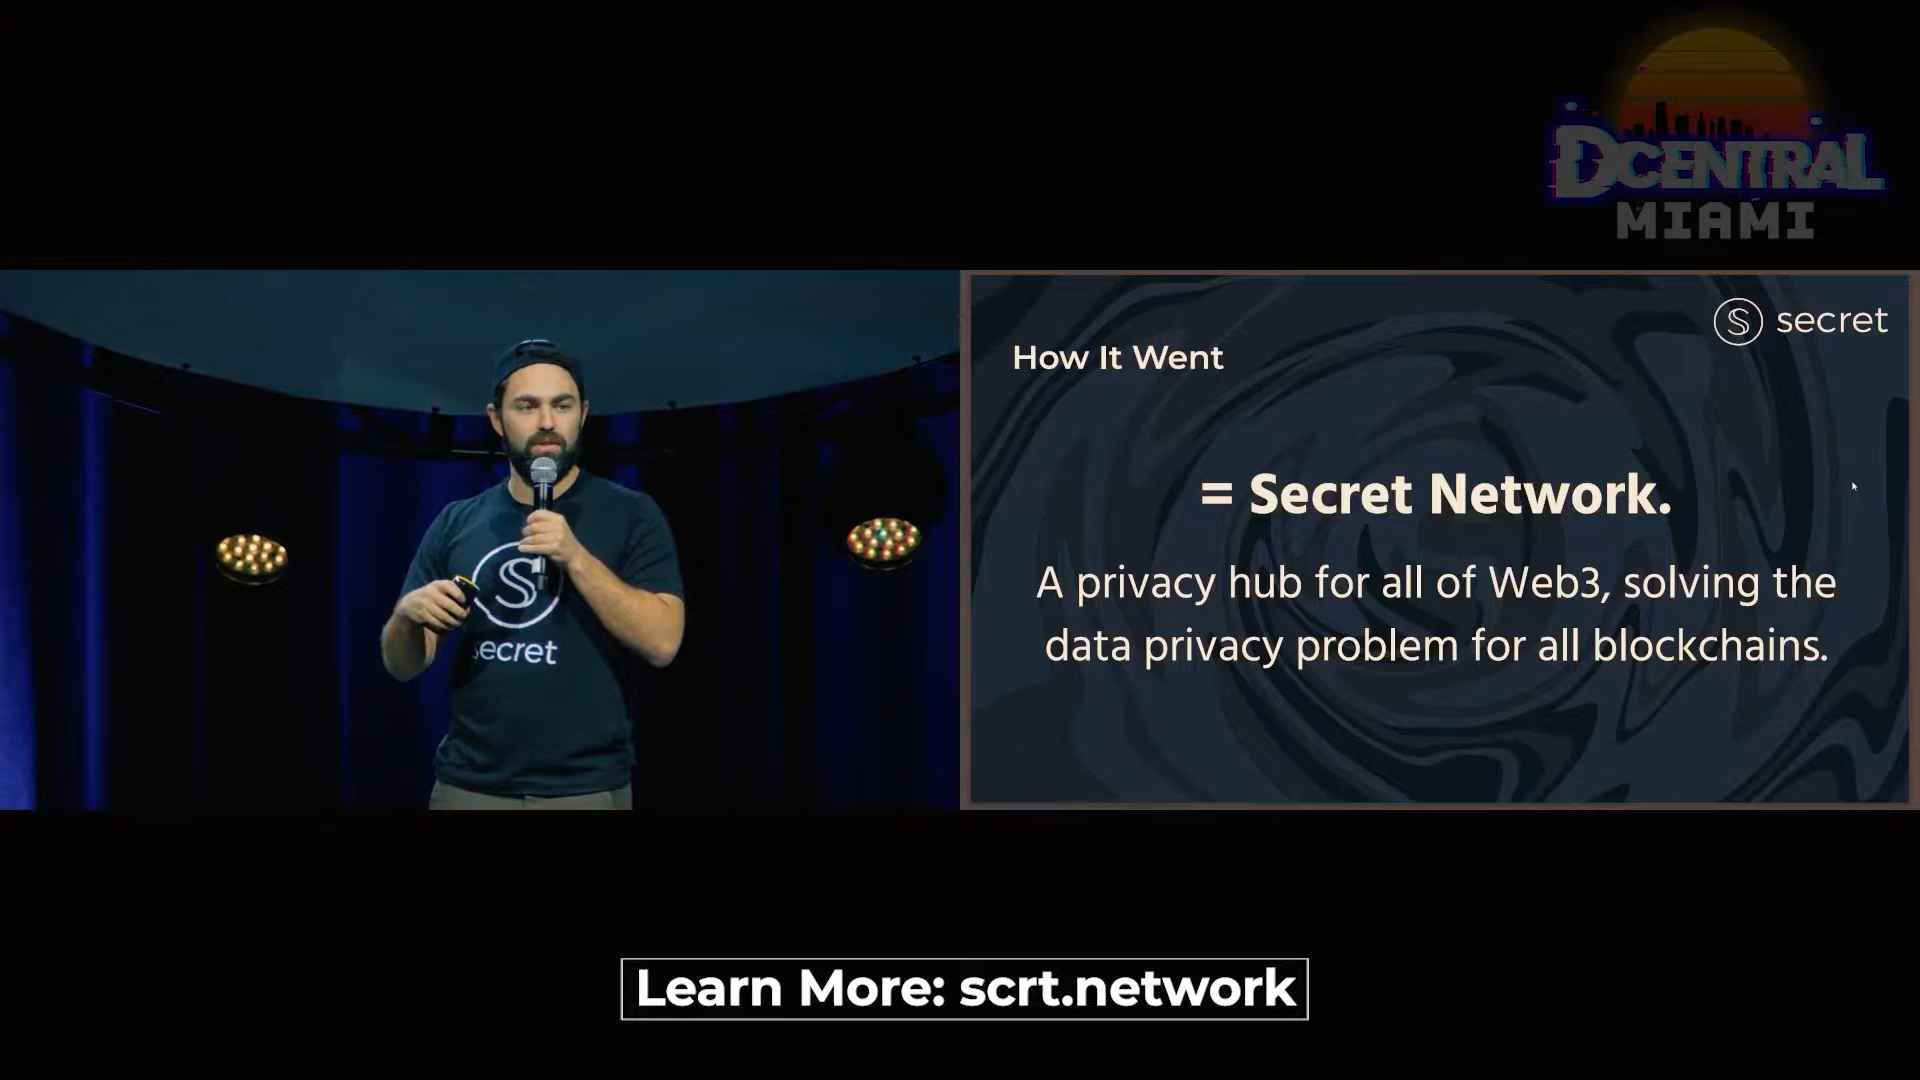 DCENTRAL
MIAMI
secret
How It Went
= Secret Network.
A privacy hub for all of Web3, solving the
data privacy problem for all blockchains.
secret
Learn More: scrt.network